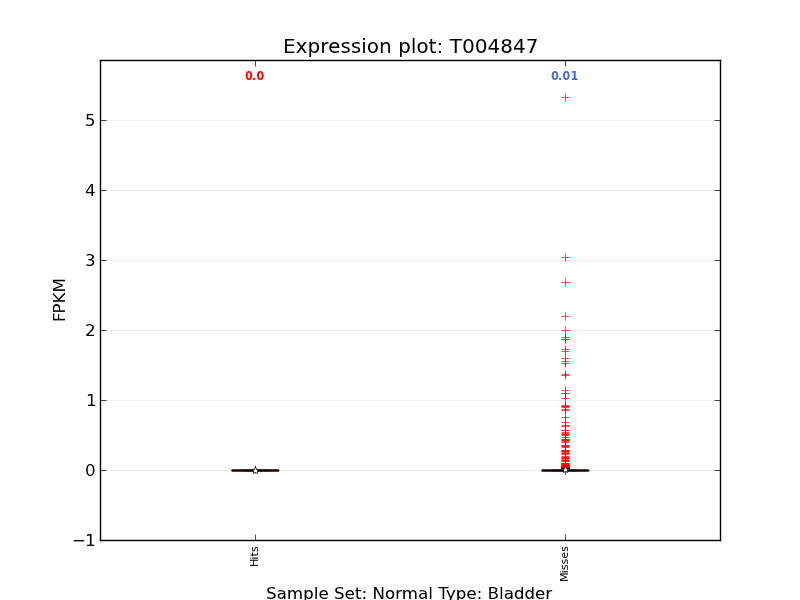 Expression plot: T004847
0.0
0.01
5
4
3
2
1
0
−1
FPKM
Hits
Misses
Sample Set: Normal Type: Bladder